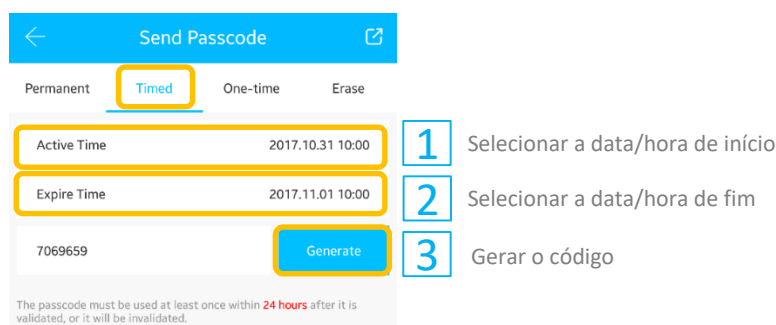 Send Passcode
Permanent Timed One-time Erase
Active Time 2017.10.31 10:00
1 Selecionar a data/hora de início
Expire Time 2017.11.01 10:00
2 Selecionar a data/hora de fim
7069659 Generate
3 Gerar o código
The passcode must be used at least once within 24 hours after it is
validated, or it will be invalidated.